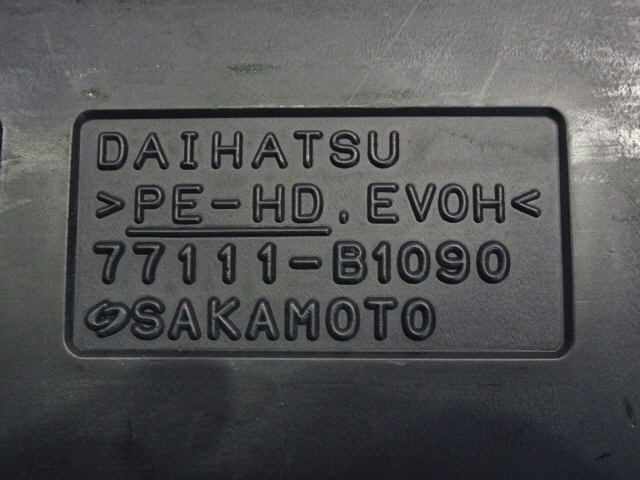 DAIHATSU
>PE-HD.EVOH<
77111-B1090
SAKAMOTO